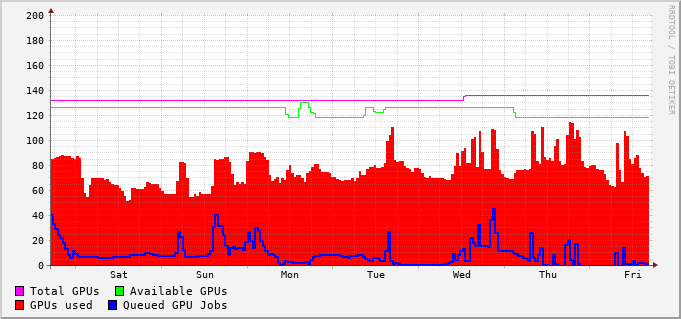 200
180
160
140
120
100
80
60
40
20
0
Sat Sun Mon Tue Wed Thu Fri
Total GPUs Available GPUs
GPUs used Queued GPU Jobs
RRDTOOL / TOBI OETIKER